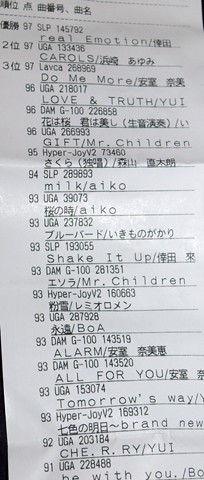 順位 点 曲番号、曲名
優勝 97 SLP 145792
real Emotion/倖田
2位 97 UGA 133436
CAROLS/浜崎 あゆみ
3位 97 Lavca 268969
Do Me More/安室 奈美
96 UGA 218017
LOVE & TRUTH/YUI
96 DAM G-100 226858
花は桜 君は美し(生音演奏)/い
96 UGA 266993
GIFT/Mr.Children
95 Hyper-JoyV2 73460
さくら(独唱)/森山 直太朗
94 SLP 289893
milk/aiko
93 UGA 39073
桜の時/aiko
93 UGA 237832
ブルーバード/いきものがかり
93 SLP 193055
Shake It Up/倖田 來
93 DAM G-100 281351
エソラ/Mr.Children
93 Hyper-JoyV2 160663
粉雪/レミオロメン
93 UGA 287928
永遠/BoA
93 DAM G-100 143519
ALARM/安室 奈美恵
93 DAM G-100 143520
ALL FOR YOU/安室 奈
93 UGA 153074
Tomorrow's way/Y
93 Hyper-JoyV2 169312
七色の明日~brand new
92 UGA 203184
CHE.R.RY/YUI
91 UGA 228488
be with you./Bo